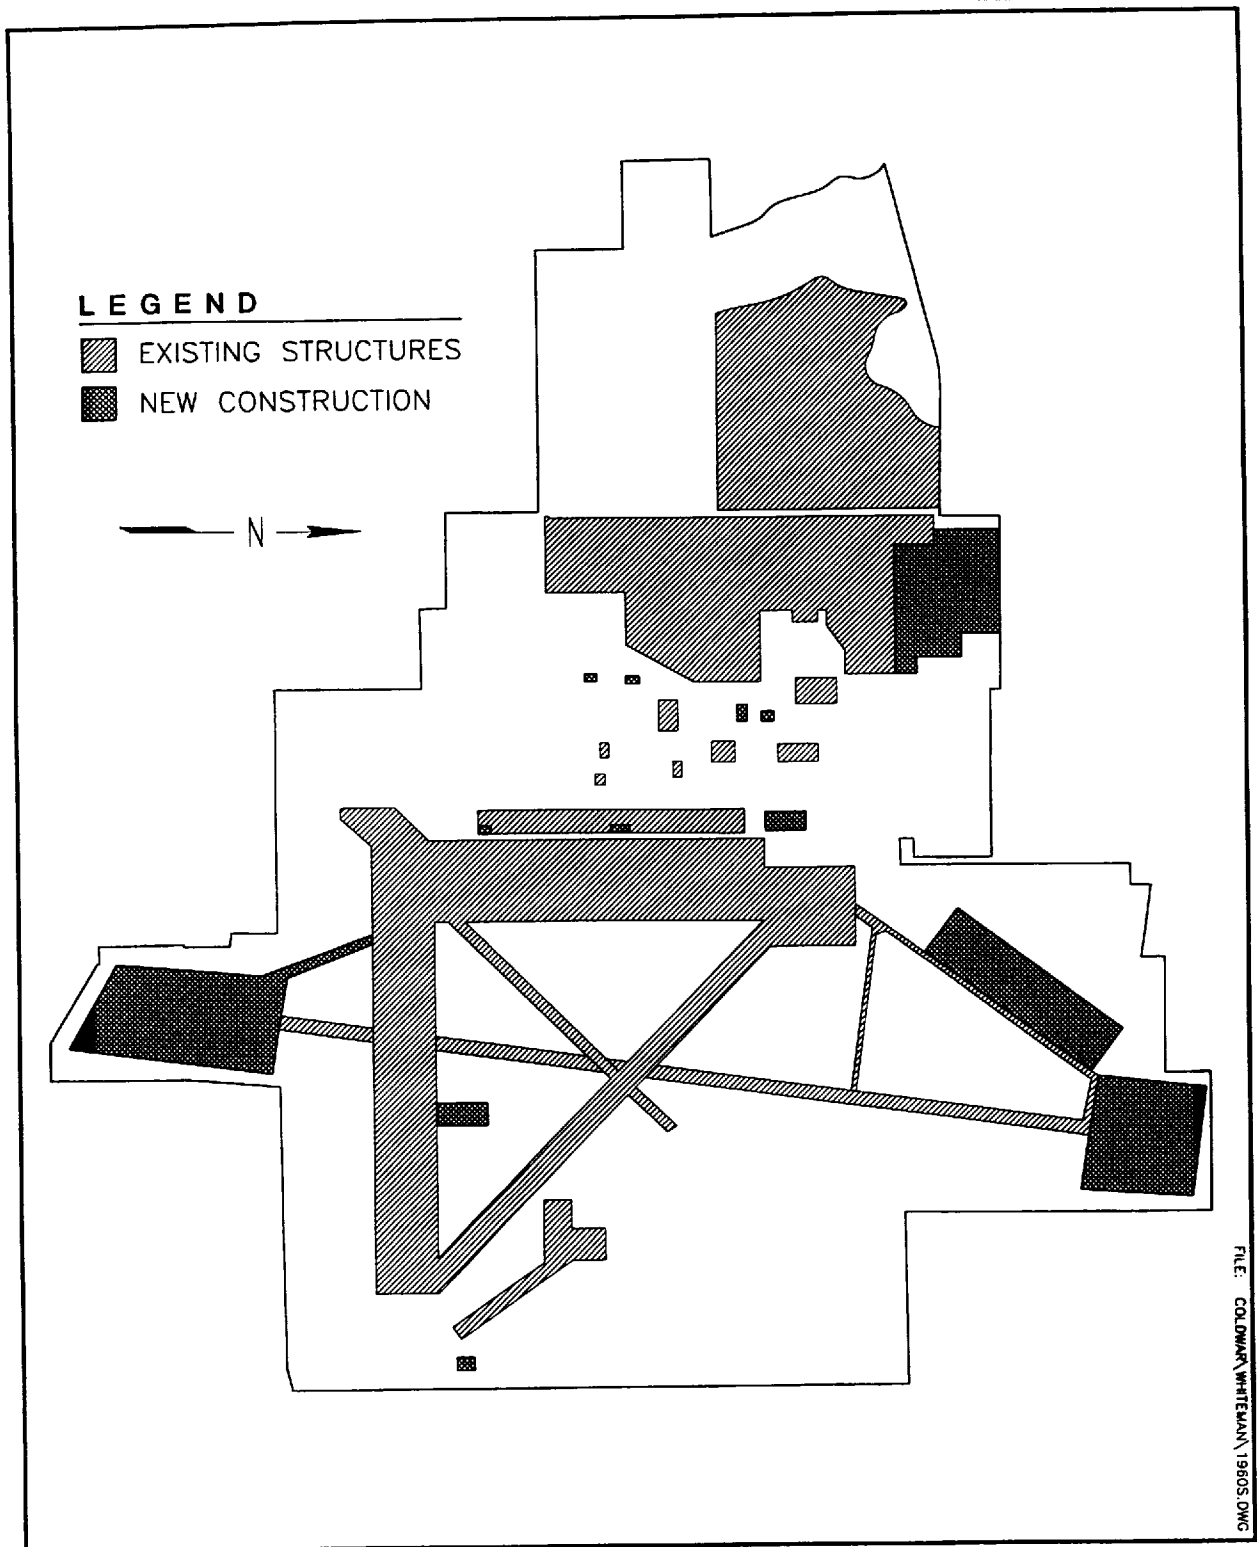 LEGEND
EXISTING STRUCTURES
NEW CONSTRUCTION
N
FILE: COLDWAR\WHITEMAN\1960S.DWG